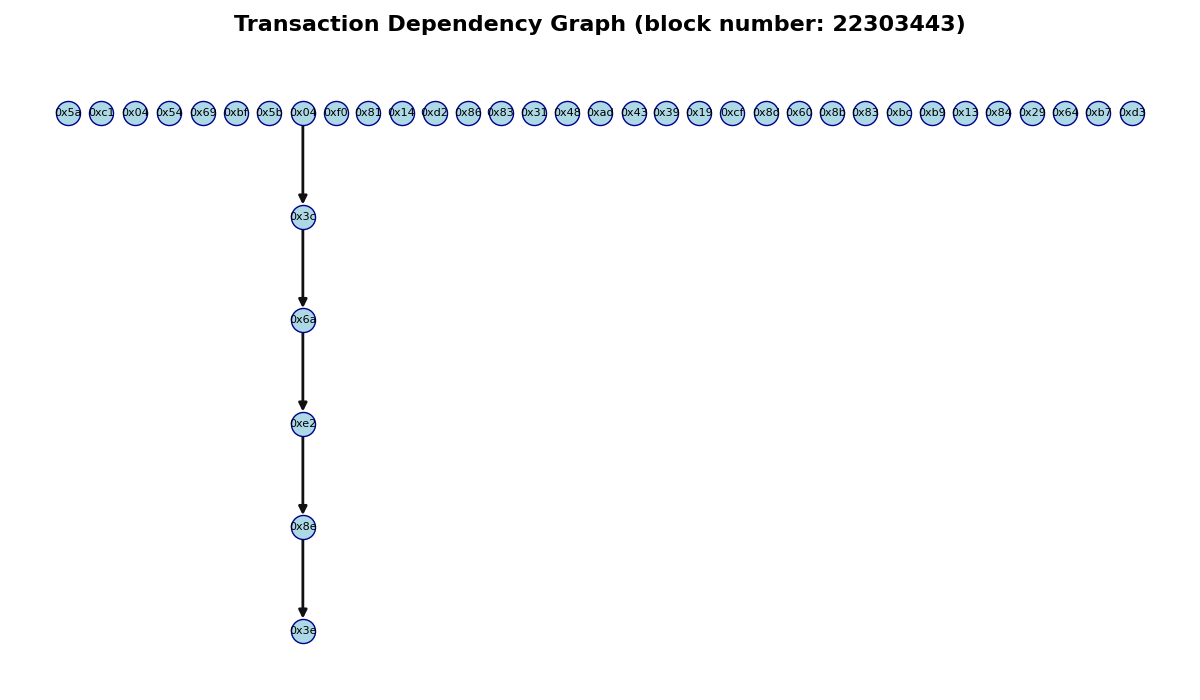 Transaction Dependency Graph (block number: 22303443)
0x5a 0xc1 0x04 0x54 0x69 0xbf 0x5b 0x04 0xf0 0x81 0x14 0xd2 0x86 0x83 0x31 0x48 0xad 0x43 0x39 0x19 0xcf 0x8d 0x60 0x8b 0x83 0xbc 0xb9 0x13 0x84 0x29 0x64 0xb7 0xd3
0x3c
0x6a
0xe2
0x8e
0x3e